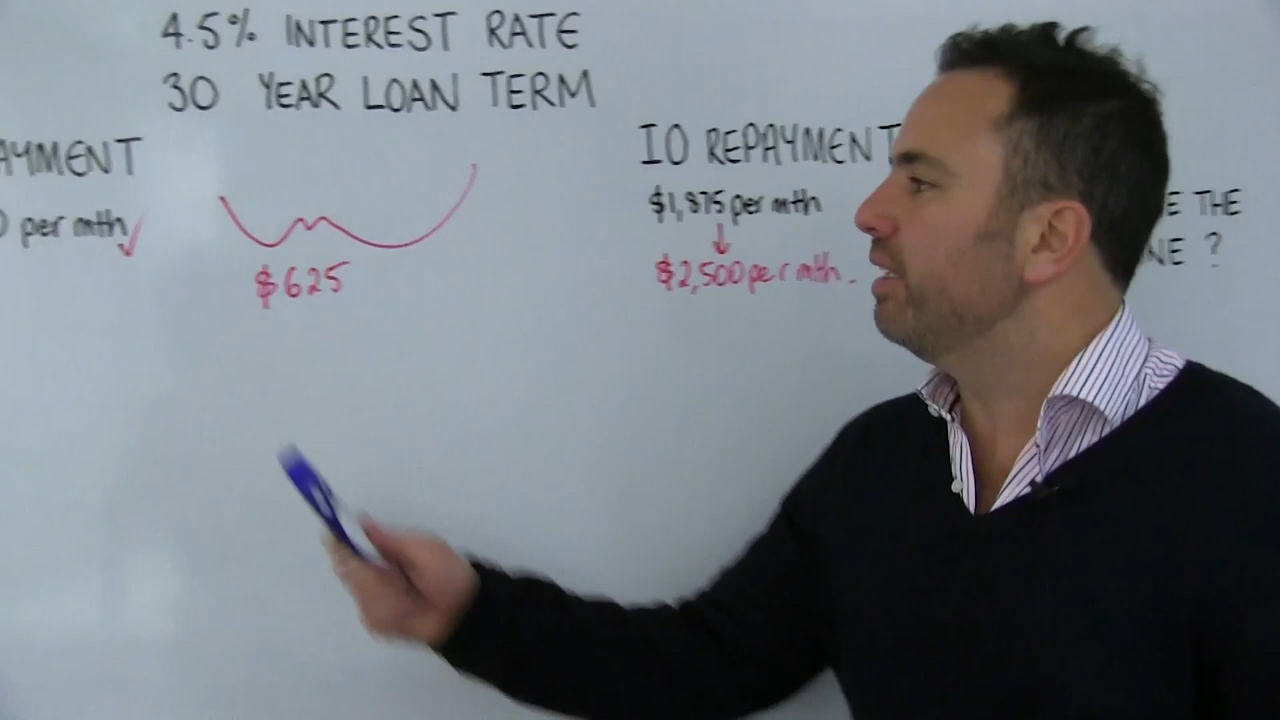 4.5% INTEREST RATE
30 YEAR LOAN TERM
AYMENT
0 per mth
$625
IO REPAYMENT
$1,875 per mth
$2,500 per mth.
E THE
NE ?